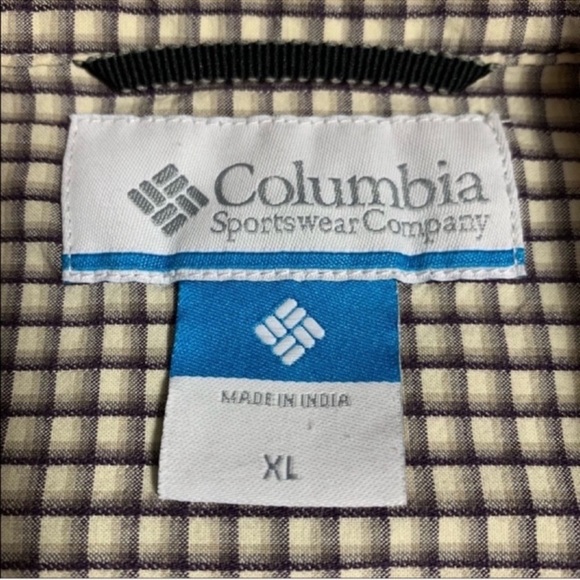 Columbia
Sportswear Company
MADE IN INDIA
XL